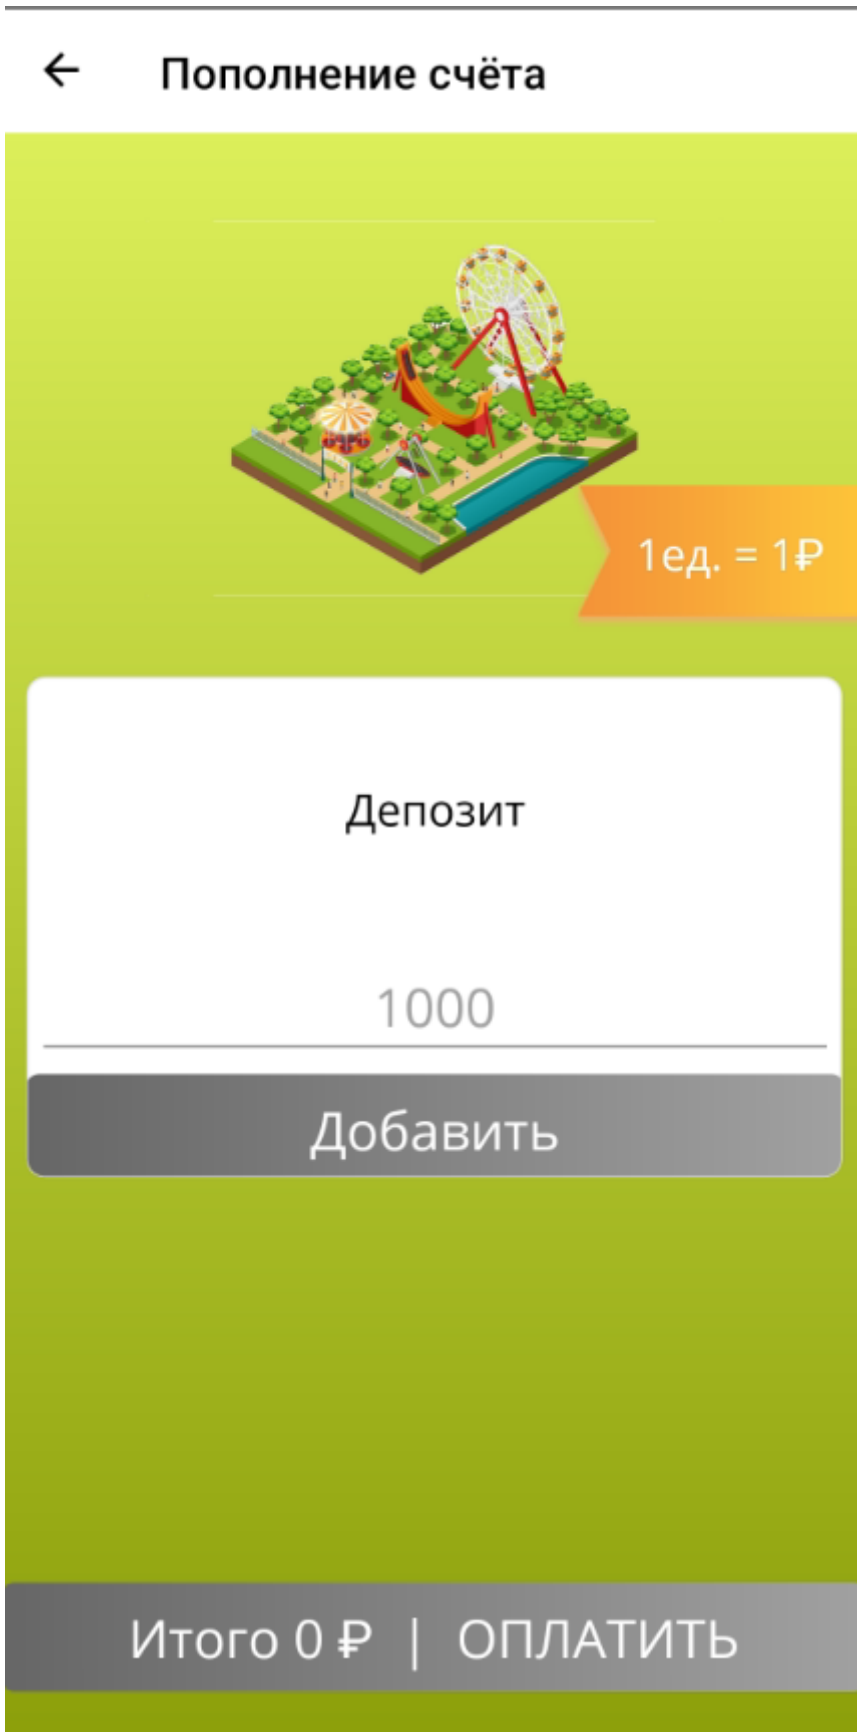 Пополнение счёта
1ед. = 1₽
Депозит
1000
Добавить
Итого 0 ₽ | ОПЛАТИТЬ